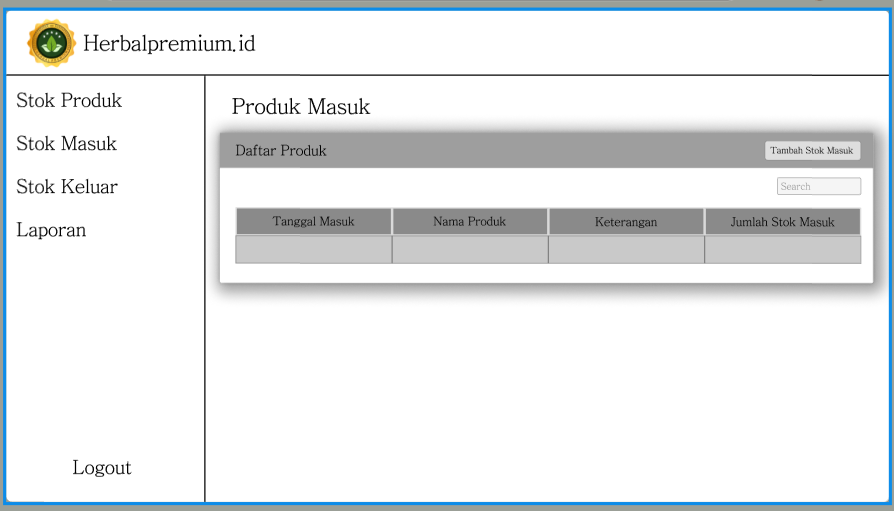 Herbalpremium.id
Stok Produk
Stok Masuk
Stok Keluar
Laporan
Logout
Produk Masuk
Daftar Produk
Tambah Stok Masuk
Search
Tanggal Masuk
Nama Produk
Keterangan
Jumlah Stok Masuk